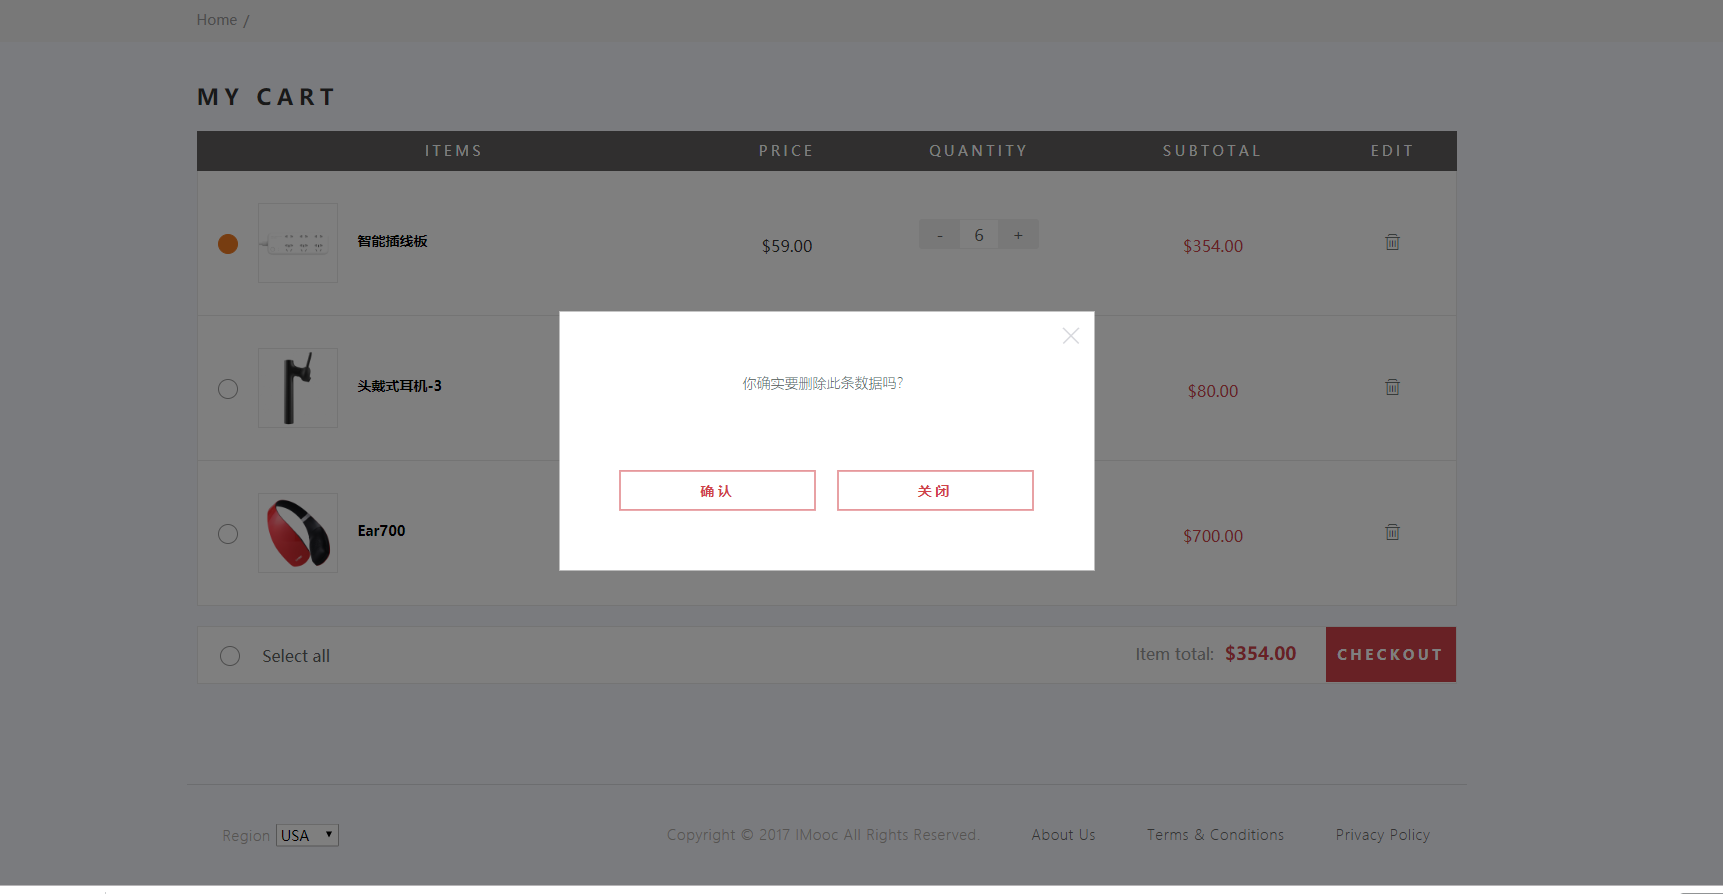 Home /
MY CART
ITEMS PRICE QUANTITY SUBTOTAL EDIT
智能插线板 $59.00 - 6 + $354.00
头戴式耳机-3 $80.00
你确实要删除此条数据吗?
确认 关闭
Ear700 $700.00
Select all Item total: $354.00 CHECKOUT
Region USA Copyright © 2017 IMooc All Rights Reserved. About Us Terms & Conditions Privacy Policy